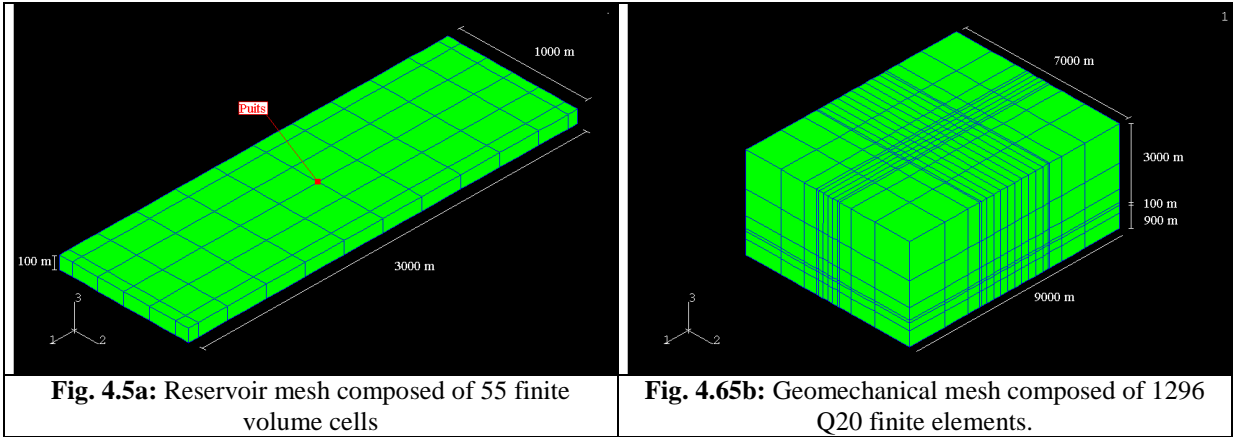 1000 m
Puits
100 m
3000 m
3
1
2
1
7000 m
3000 m
100 m
900 m
9000 m
3
1
2
Fig. 4.5a: Reservoir mesh composed of 55 finite
volume cells
Fig. 4.65b: Geomechanical mesh composed of 1296
Q20 finite elements.